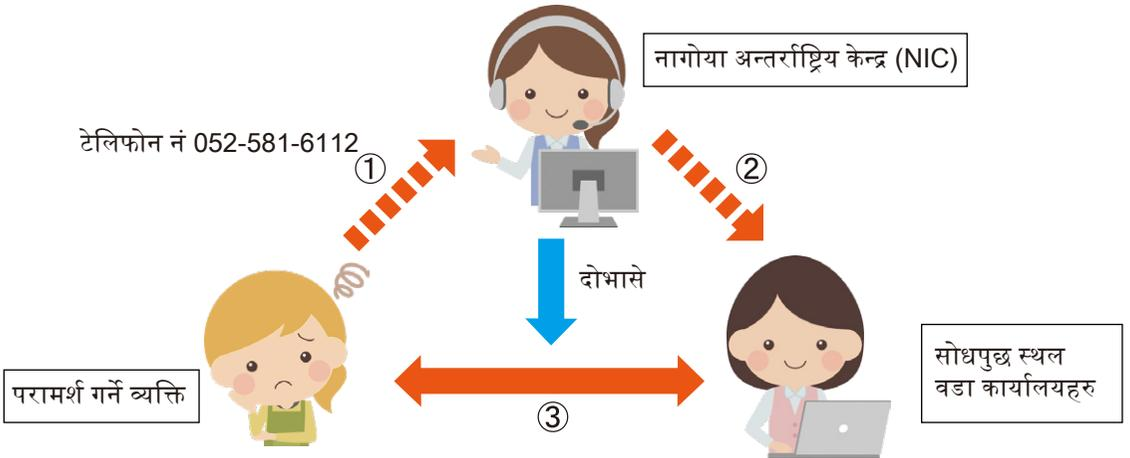 नागोया अन्तर्राष्ट्रिय केन्द्र (NIC)
टेलिफोन नं 052-581-6112
①
②
दोभासे
सोधपुछ स्थल
वडा कार्यालयहरु
परामर्श गर्ने व्यक्ति
③